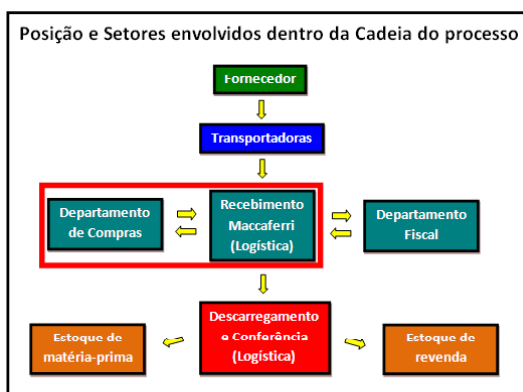 Posição e Setores envolvidos dentro da Cadeia do processo
Fornecedor
Transportadoras
Departamento
de Compras
Recebimento
Maccaferri
(Logística)
Departamento
Fiscal
Descarregamento
e Conferência
(Logística)
Estoque de
matéria-prima
Estoque de
revenda